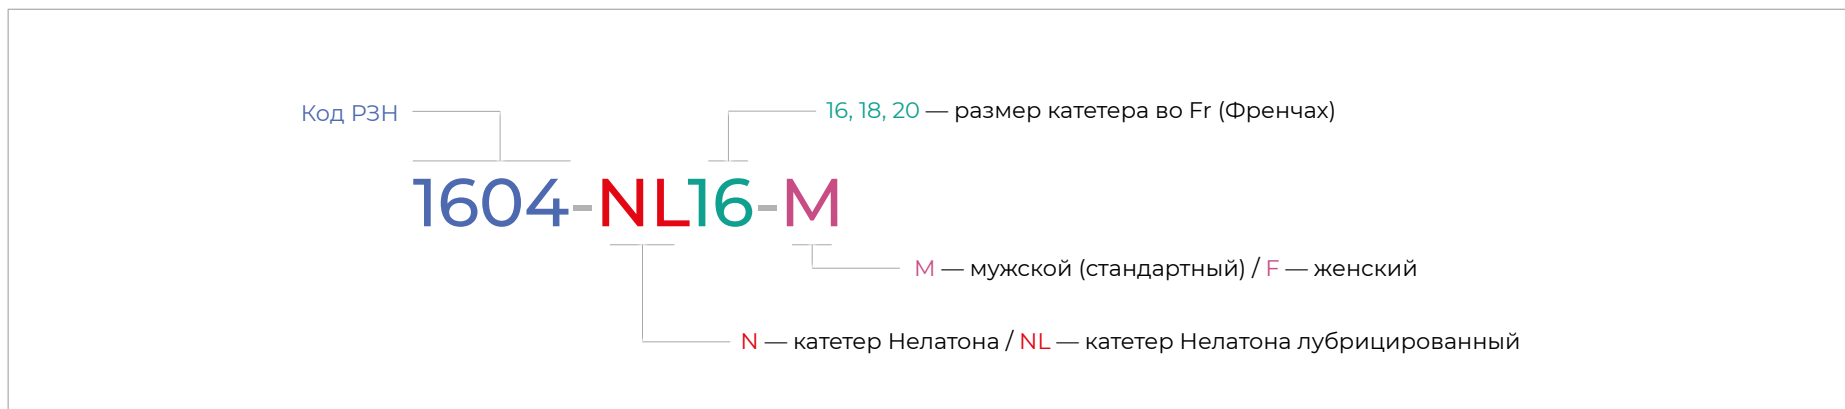 Код РЗН
16, 18, 20 — размер катетера во Fr (Френчах)
1604-NL16-M
M — мужской (стандартный) / F — женский
N — катетер Нелатона / NL — катетер Нелатона лубрицированный